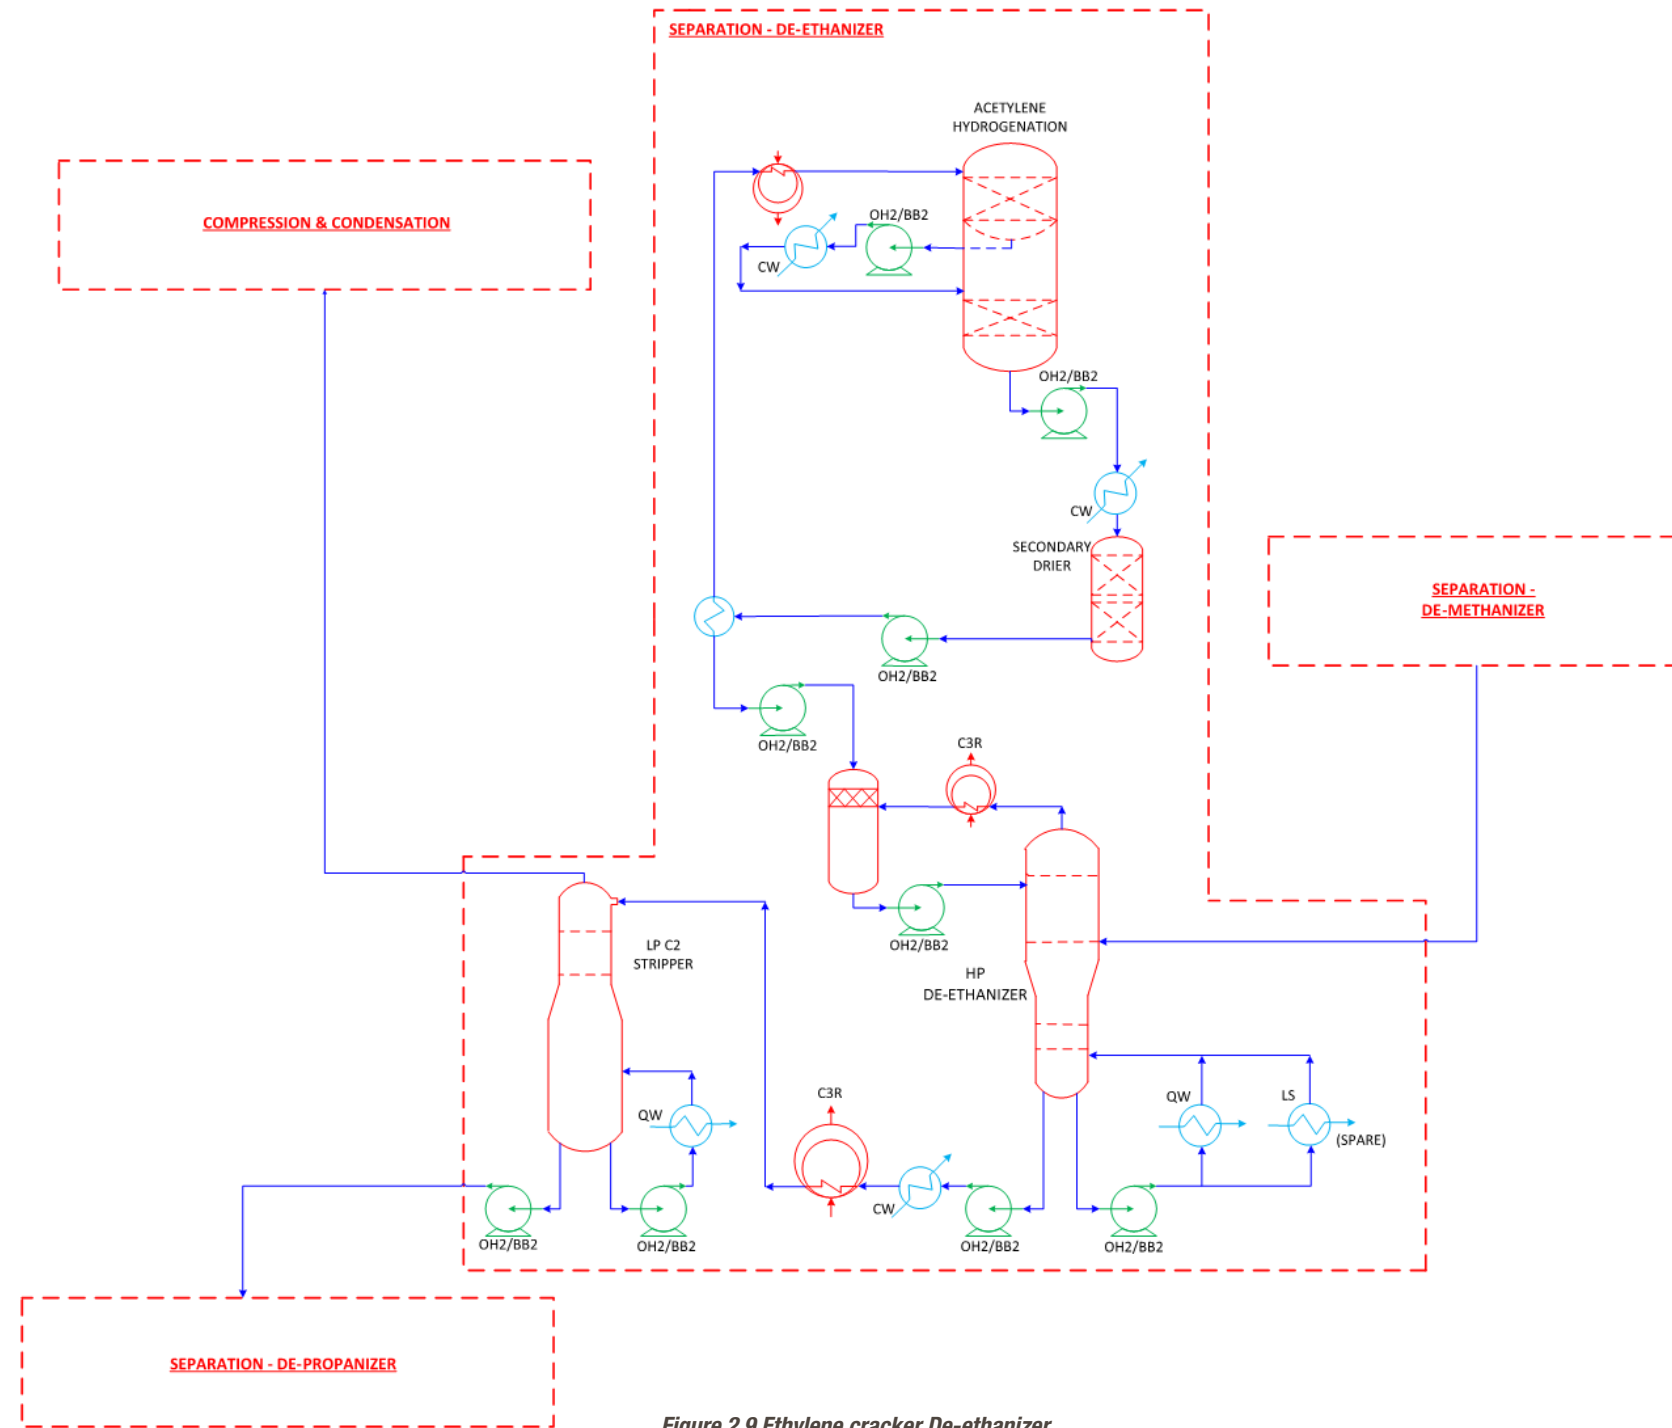 SEPARATION - DE-ETHANIZER
ACETYLENE
HYDROGENATION
COMPRESSION & CONDENSATION
OH2/BB2
CW
OH2/BB2
CW
SECONDARY
DRIER
SEPARATION -
DE-METHANIZER
OH2/BB2
OH2/BB2
C3R
OH2/BB2
LP C2
STRIPPER
HP
DE-ETHANIZER
C3R
QW
QW
LS
(SPARE)
CW
OH2/BB2
OH2/BB2
OH2/BB2
OH2/BB2
SEPARATION - DE-PROPANIZER
Figure 2.9 Ethylene cracker De-ethanizer